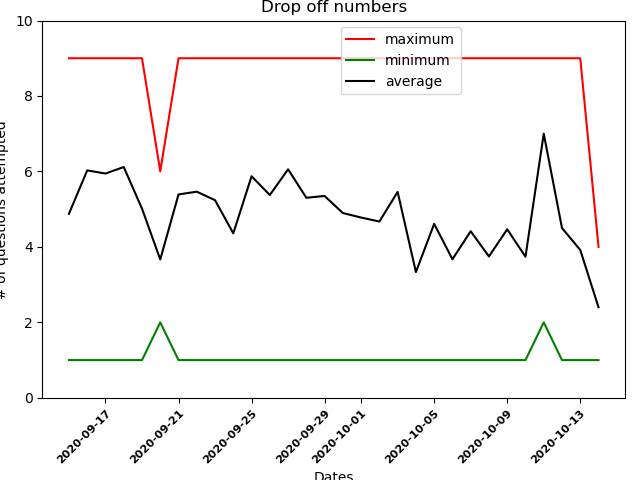 Drop off numbers
maximum
minimum
average
10
8
6
4
2
0
# of questions attempted
2020-09-17
2020-09-21
2020-09-25
2020-09-29
2020-10-01
2020-10-05
2020-10-09
2020-10-13
Dates